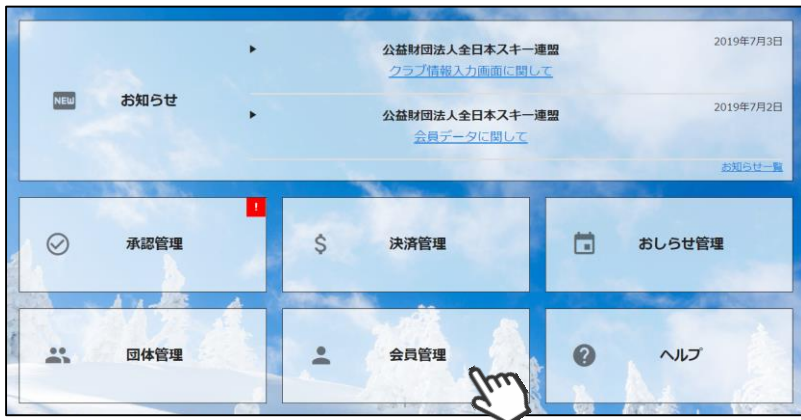 NEW
お知らせ
公益財団法人全日本スキー連盟
2019年7月3日
クラブ情報入力画面に関して
公益財団法人全日本スキー連盟
2019年7月2日
会員データに関して
お知らせ一覧
!
承認管理
決済管理
おしらせ管理
団体管理
会員管理
ヘルプ